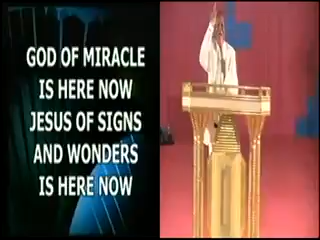 GOD OF MIRACLE
IS HERE NOW
JESUS OF SIGNS
AND WONDERS
IS HERE NOW